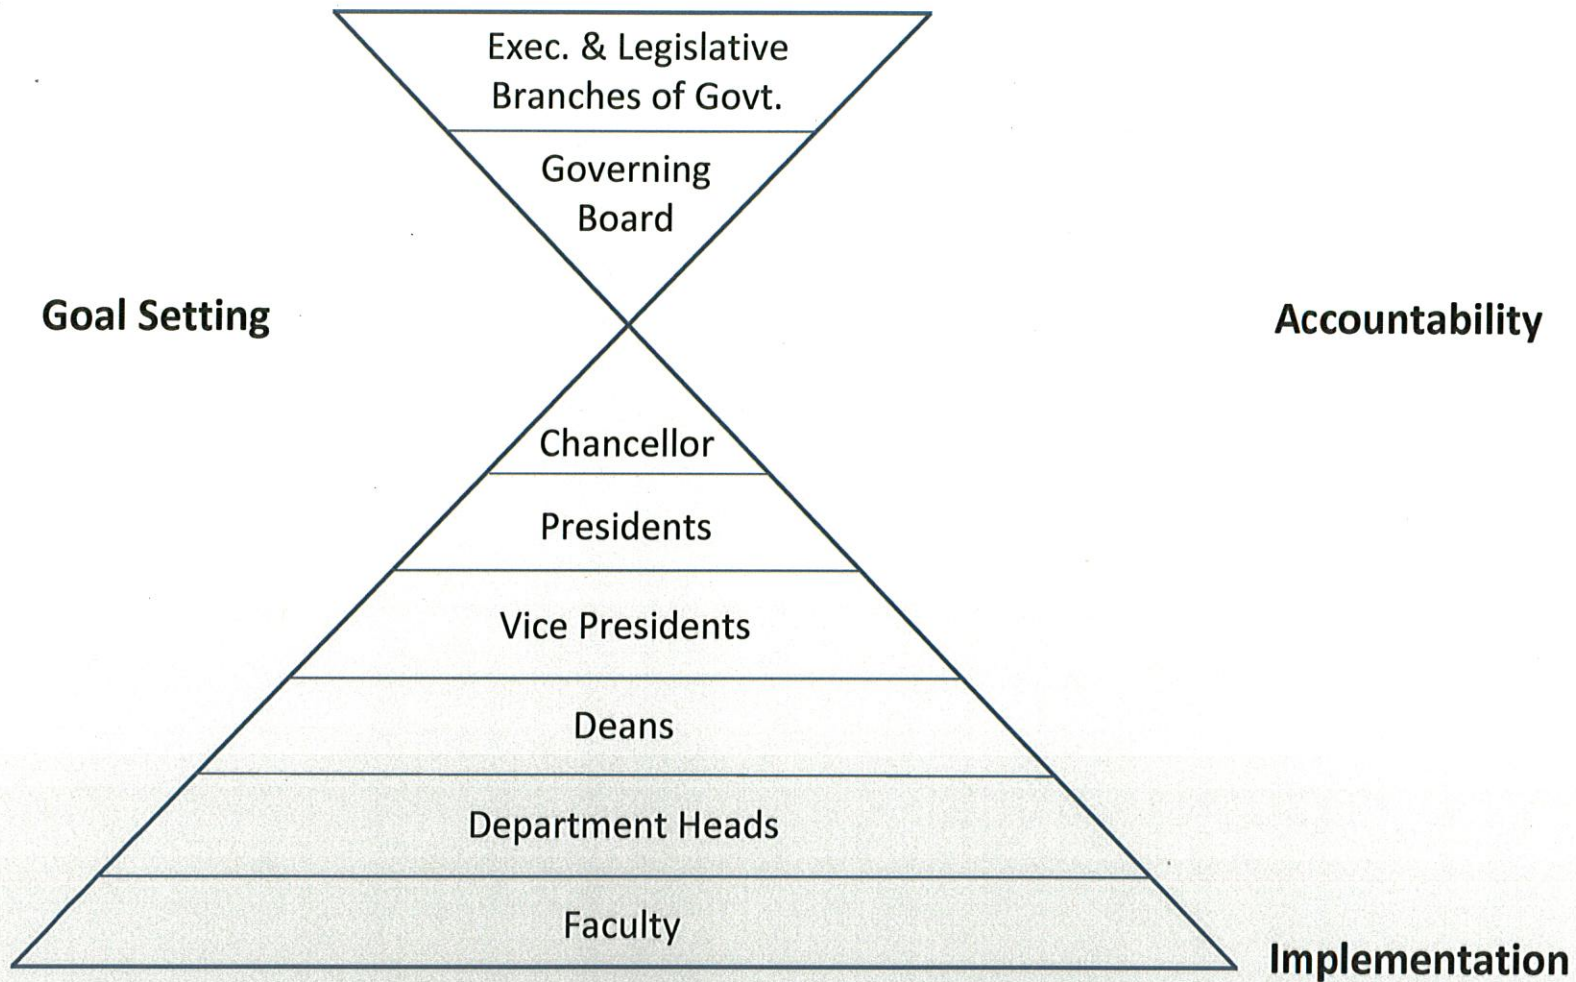 Exec. & Legislative
Branches of Govt.
Governing
Board
Goal Setting
Accountability
Chancellor
Presidents
Vice Presidents
Deans
Department Heads
Faculty
Implementation